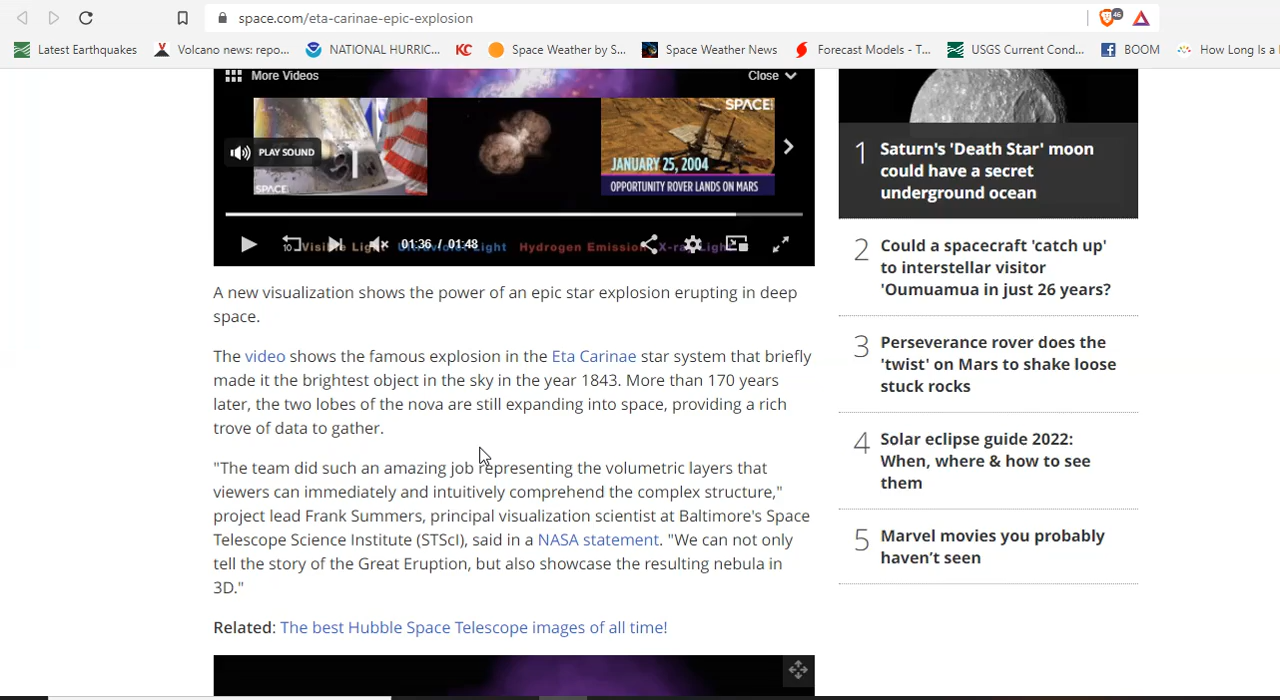 space.com/eta-carinae-epic-explosion
46
Latest Earthquakes
Volcano news: repo...
NATIONAL HURRIC...
KC
Space Weather by S...
Space Weather News
Forecast Models - T...
USGS Current Cond...
BOOM
How Long Is a
More Videos
Close
PLAY SOUND
SPACE
SPACE
JANUARY 25, 2004
OPPORTUNITY ROVER LANDS ON MARS
10
01:36 / 01:48
Visible Light
Ultraviolet Light
Hydrogen Emission
X-ray Light
A new visualization shows the power of an epic star explosion erupting in deep
space.
The video shows the famous explosion in the Eta Carinae star system that briefly
made it the brightest object in the sky in the year 1843. More than 170 years
later, the two lobes of the nova are still expanding into space, providing a rich
trove of data to gather.
"The team did such an amazing job representing the volumetric layers that
viewers can immediately and intuitively comprehend the complex structure,"
project lead Frank Summers, principal visualization scientist at Baltimore's Space
Telescope Science Institute (STScI), said in a NASA statement. "We can not only
tell the story of the Great Eruption, but also showcase the resulting nebula in
3D."
Related: The best Hubble Space Telescope images of all time!
1 Saturn's 'Death Star' moon
could have a secret
underground ocean
2 Could a spacecraft 'catch up'
to interstellar visitor
'Oumuamua in just 26 years?
3 Perseverance rover does the
'twist' on Mars to shake loose
stuck rocks
4 Solar eclipse guide 2022:
When, where & how to see
them
5 Marvel movies you probably
haven't seen